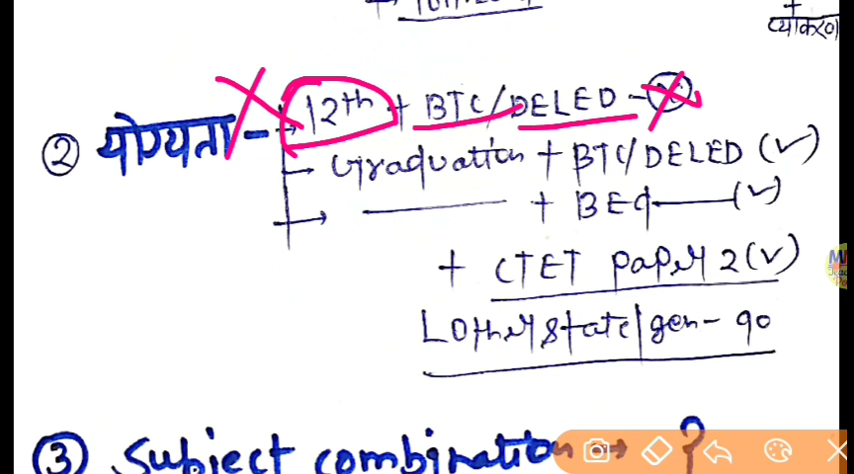 व्याकरण
② योग्यता - → 12th + BTC/DELED -
→ Graduation + BTC/DELED (✓)
→ ——— + BEd —— (✓)
+ CTET paper 2 (✓)
Other state/gen - 90
③ Subject combination → ?